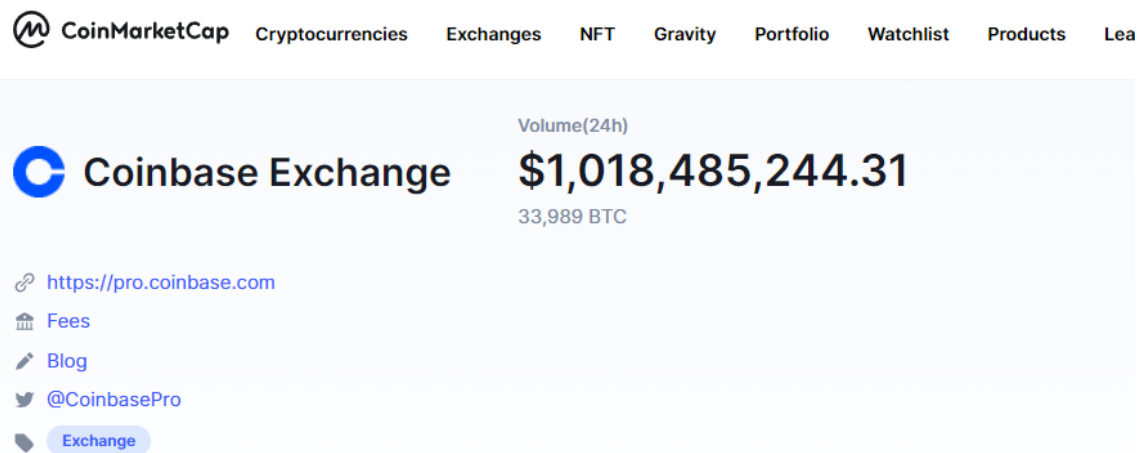 CoinMarketCap Cryptocurrencies Exchanges NFT Gravity Portfolio Watchlist Products Lea
Volume(24h)
Coinbase Exchange $1,018,485,244.31
33,989 BTC
https://pro.coinbase.com
Fees
Blog
@CoinbasePro
Exchange